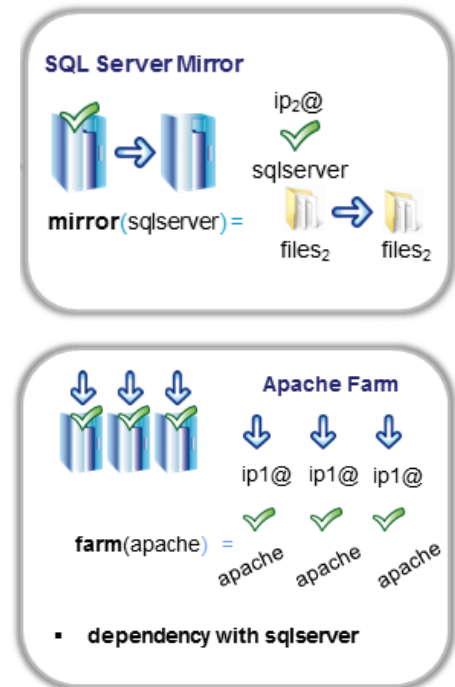 SQL Server Mirror
ip₂@
sqlserver
mirror(sqlserver) =
files₂ files₂
Apache Farm
ip1@ ip1@ ip1@
farm(apache) =
apache apache apache
▪ dependency with sqlserver